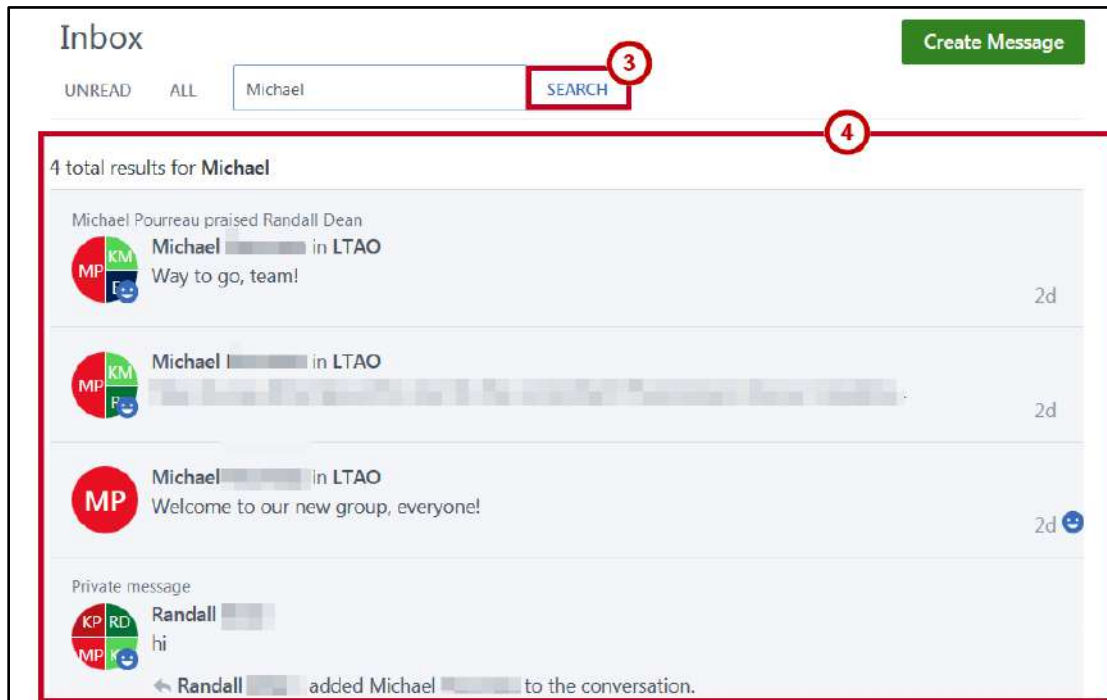 Inbox
Create Message
3
UNREAD ALL Michael SEARCH
4
4 total results for Michael
Michael Pourreau praised Randall Dean
Michael in LTAO
MP KM
Way to go, team!
2d
Michael in LTAO
MP KM
2d
Michael in LTAO
MP
Welcome to our new group, everyone!
2d
Private message
Randall
KP RD
hi
MP
Randall added Michael to the conversation.